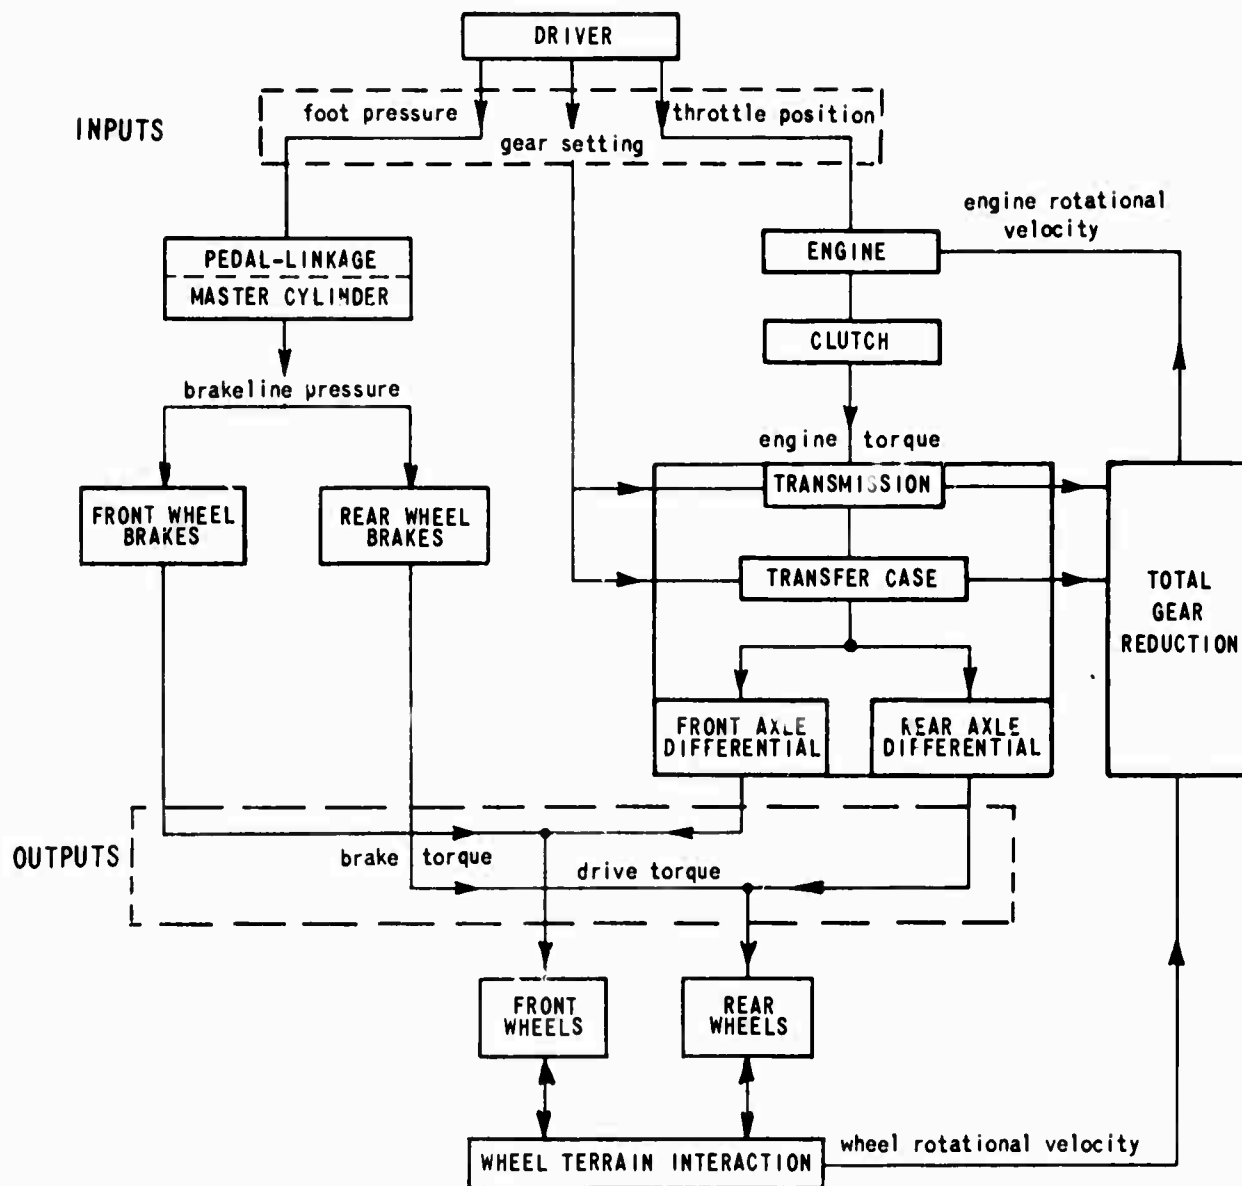 DRIVER
INPUTS
foot pressure
throttle position
gear setting
engine rotational
velocity
PEDAL-LINKAGE
MASTER CYLINDER
ENGINE
CLUTCH
brakeline pressure
engine torque
FRONT WHEEL
BRAKES
REAR WHEEL
BRAKES
TRANSMISSION
TRANSFER CASE
TOTAL
GEAR
REDUCTION
FRONT AXLE
DIFFERENTIAL
REAR AXLE
DIFFERENTIAL
OUTPUTS
brake torque
drive torque
FRONT
WHEELS
REAR
WHEELS
WHEEL TERRAIN INTERACTION
wheel rotational velocity